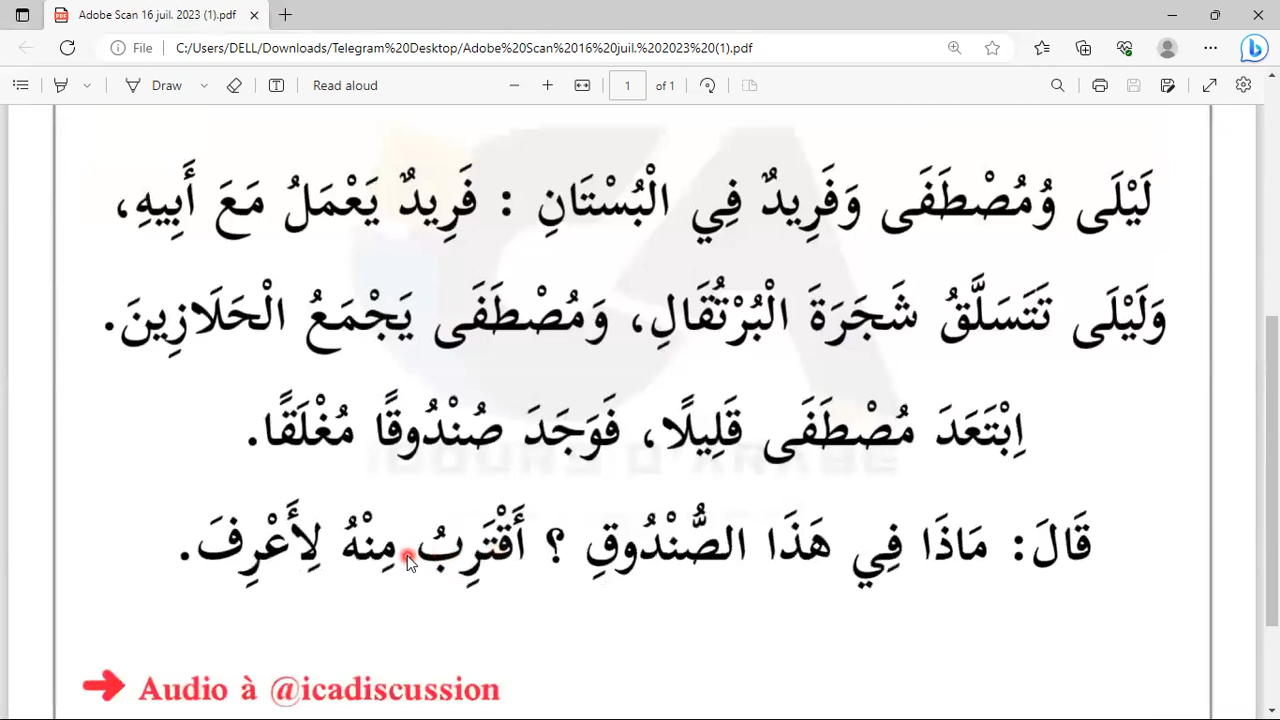 Adobe Scan 16 juil. 2023 (1).pdf
File C:/Users/DELL/Downloads/Telegram%20Desktop/Adobe%20Scan%2016%20juil.%202023%20(1).pdf
Draw Read aloud 1 of 1
لَيْلَى وُمُصْطَفَى وَفَرِيدٌ فِي الْبُسْتَانِ : فَرِيدٌ يَعْمَلُ مَعَ أَبِيهِ،
وَلَيْلَى تَتَسَلَّقُ شَجَرَةَ الْبُرْتُقَالِ، وَمُصْطَفَى يَجْمَعُ الْحَلَازِينَ.
اِبْتَعَدَ مُصْطَفَى قَلِيلًا، فَوَجَدَ صُنْدُوقًا مُغْلَقًا.
قَالَ: مَاذَا فِي هَذَا الصُّنْدُوقِ ؟ أَقْتَرِبُ مِنْهُ لِأَعْرِفَ.
Audio à @icadiscussion